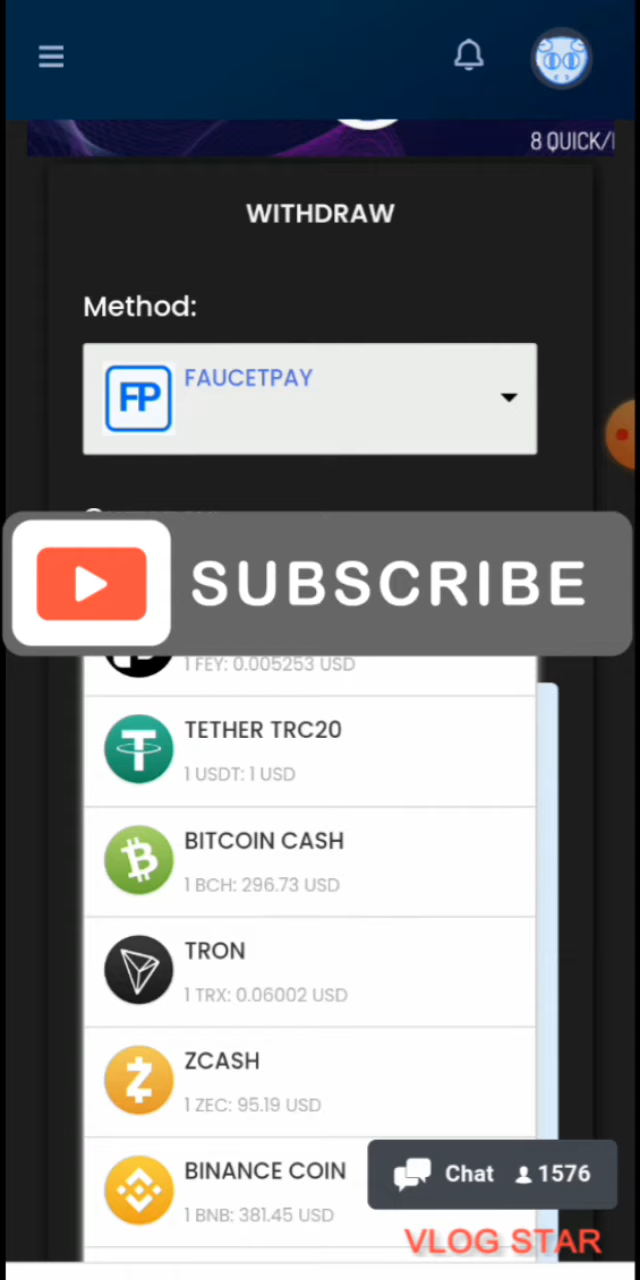 8 QUICK/
WITHDRAW
Method:
FP
FAUCETPAY
SUBSCRIBE
1 FEY: 0.005253 USD
TETHER TRC20
1 USDT: 1 USD
BITCOIN CASH
1 BCH: 296.73 USD
TRON
1 TRX: 0.06002 USD
ZCASH
1 ZEC: 95.19 USD
BINANCE COIN
1 BNB: 381.45 USD
Chat 1576
VLOG STAR